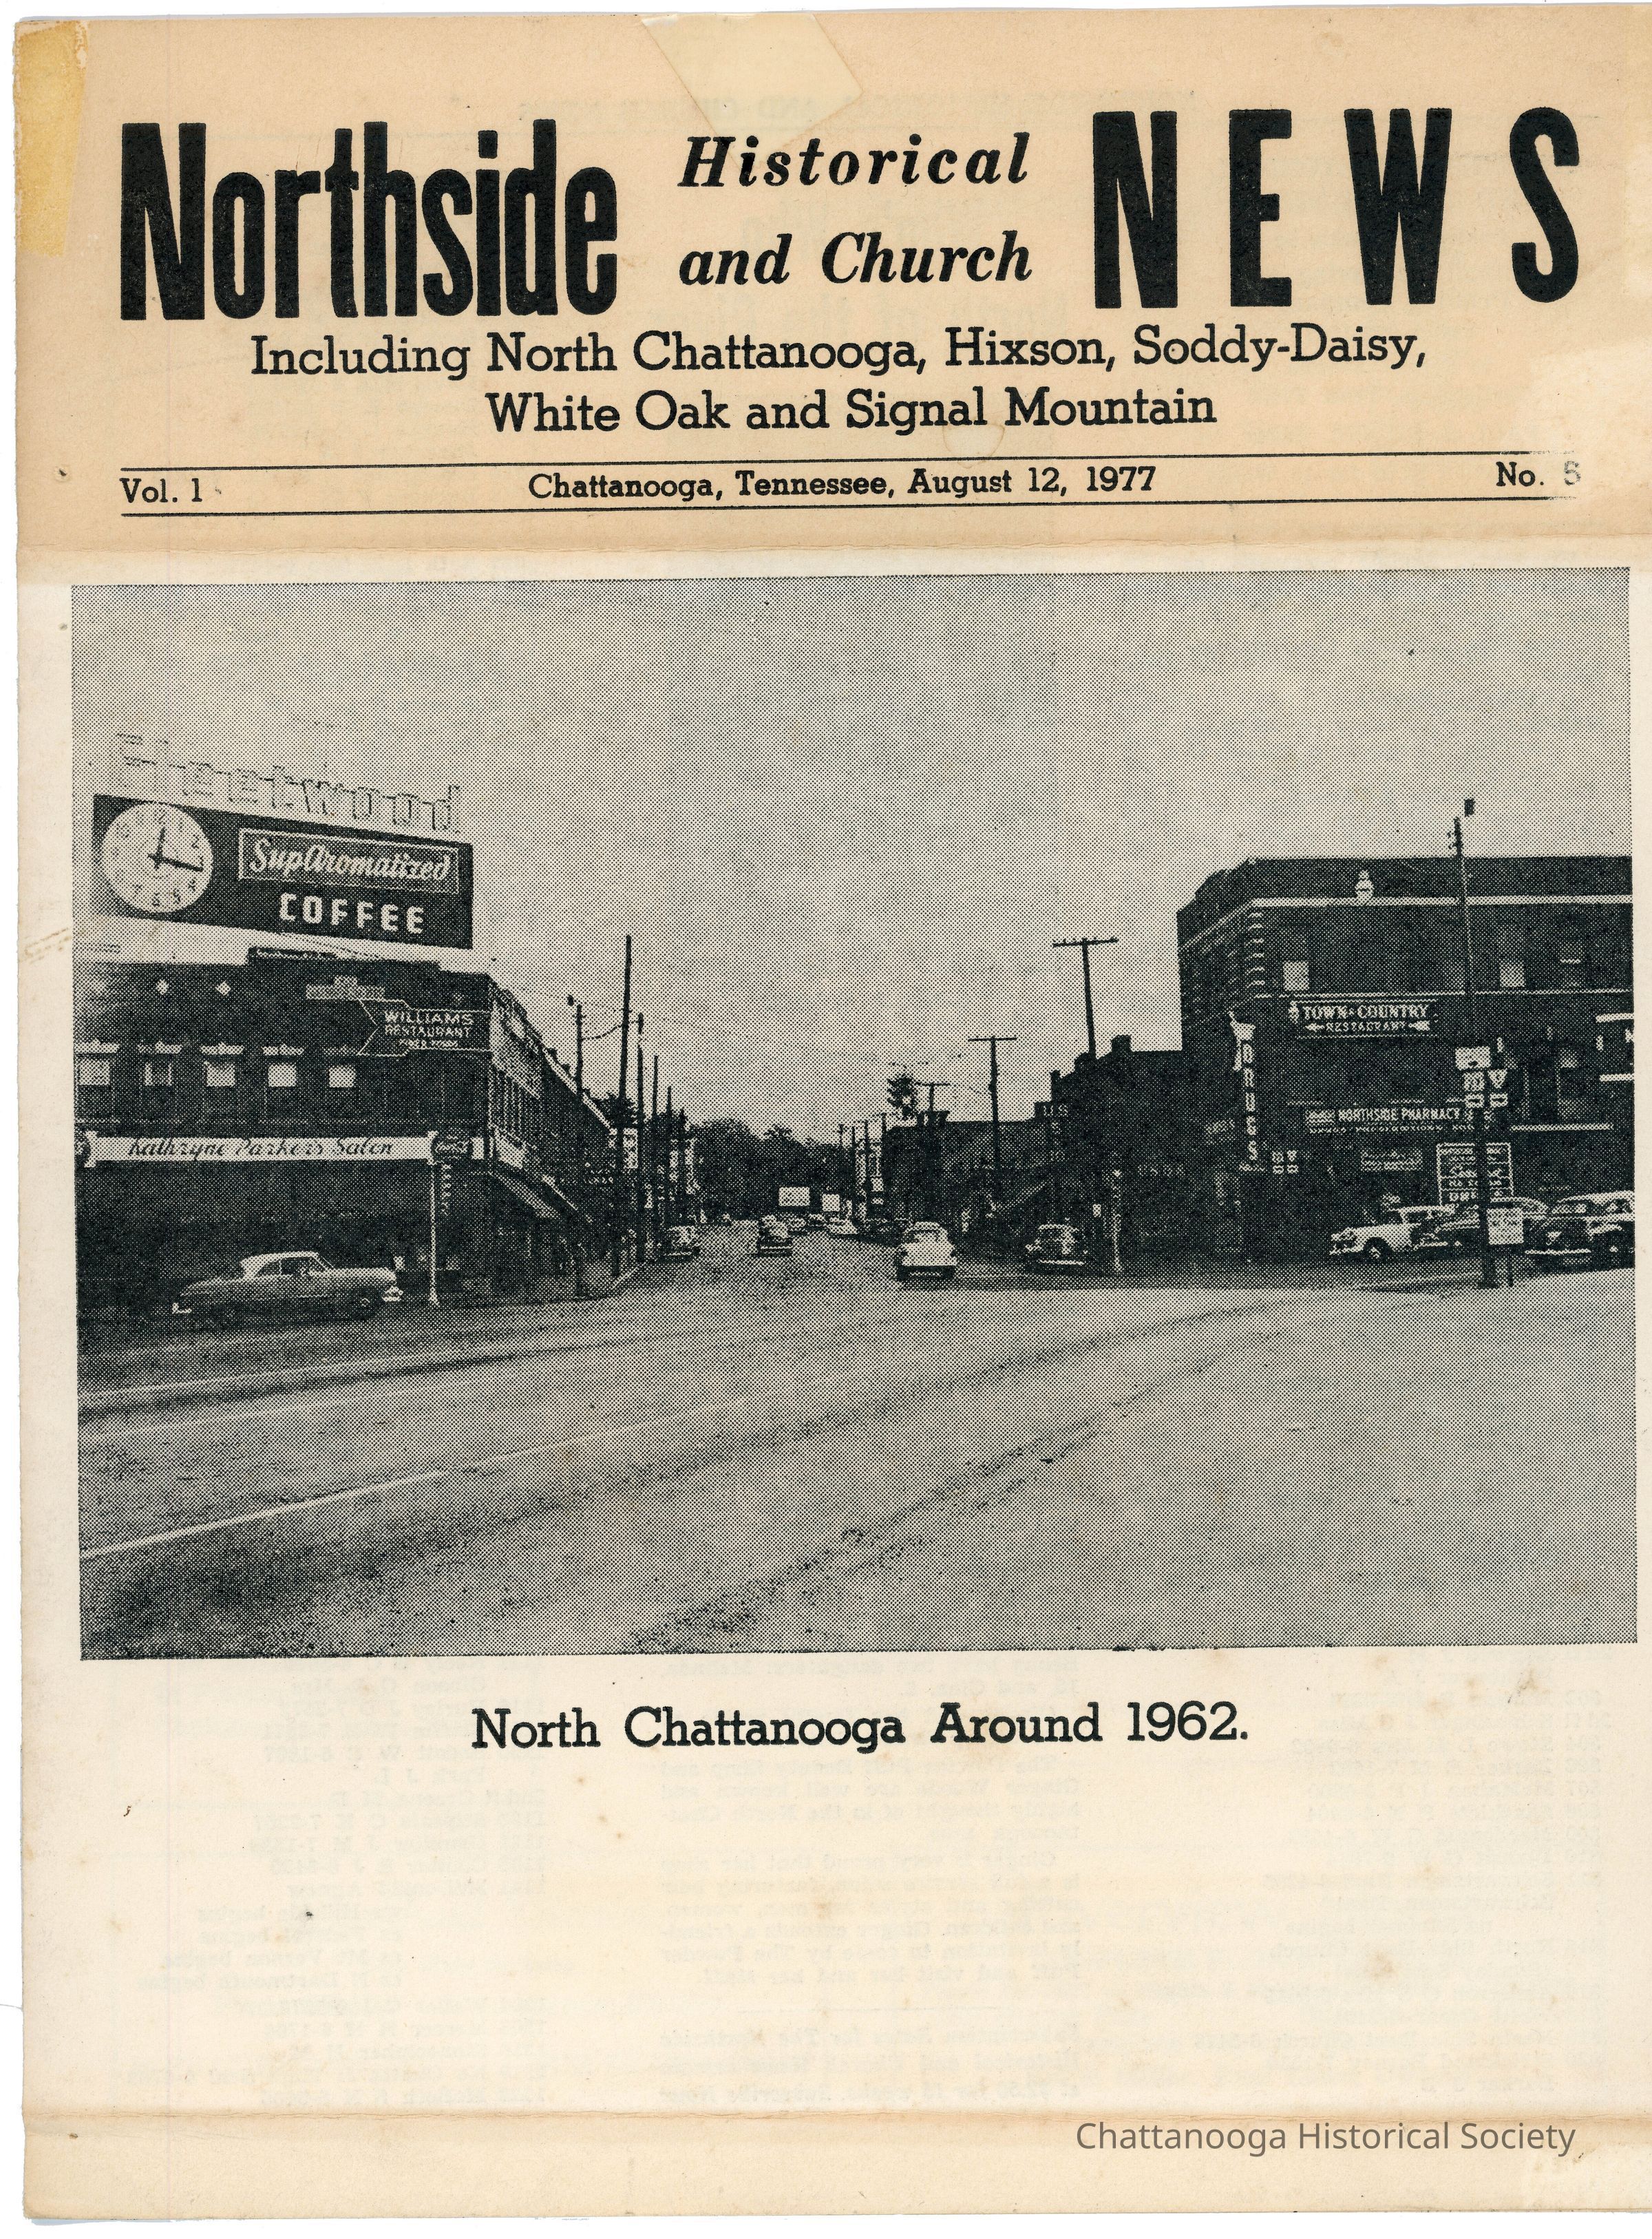 Northside Historical and Church NEWS
Including North Chattanooga, Hixson, Soddy-Daisy,
White Oak and Signal Mountain
Vol. 1 Chattanooga, Tennessee, August 12, 1977 No. 5
Fleetwood
SupAromatized
COFFEE
WILLIAMS
RESTAURANT
Kathryne Parker's Salon
TOWN & COUNTRY
RESTAURANT
DRUGS
NORTHSIDE PHARMACY
North Chattanooga Around 1962.
Chattanooga Historical Society